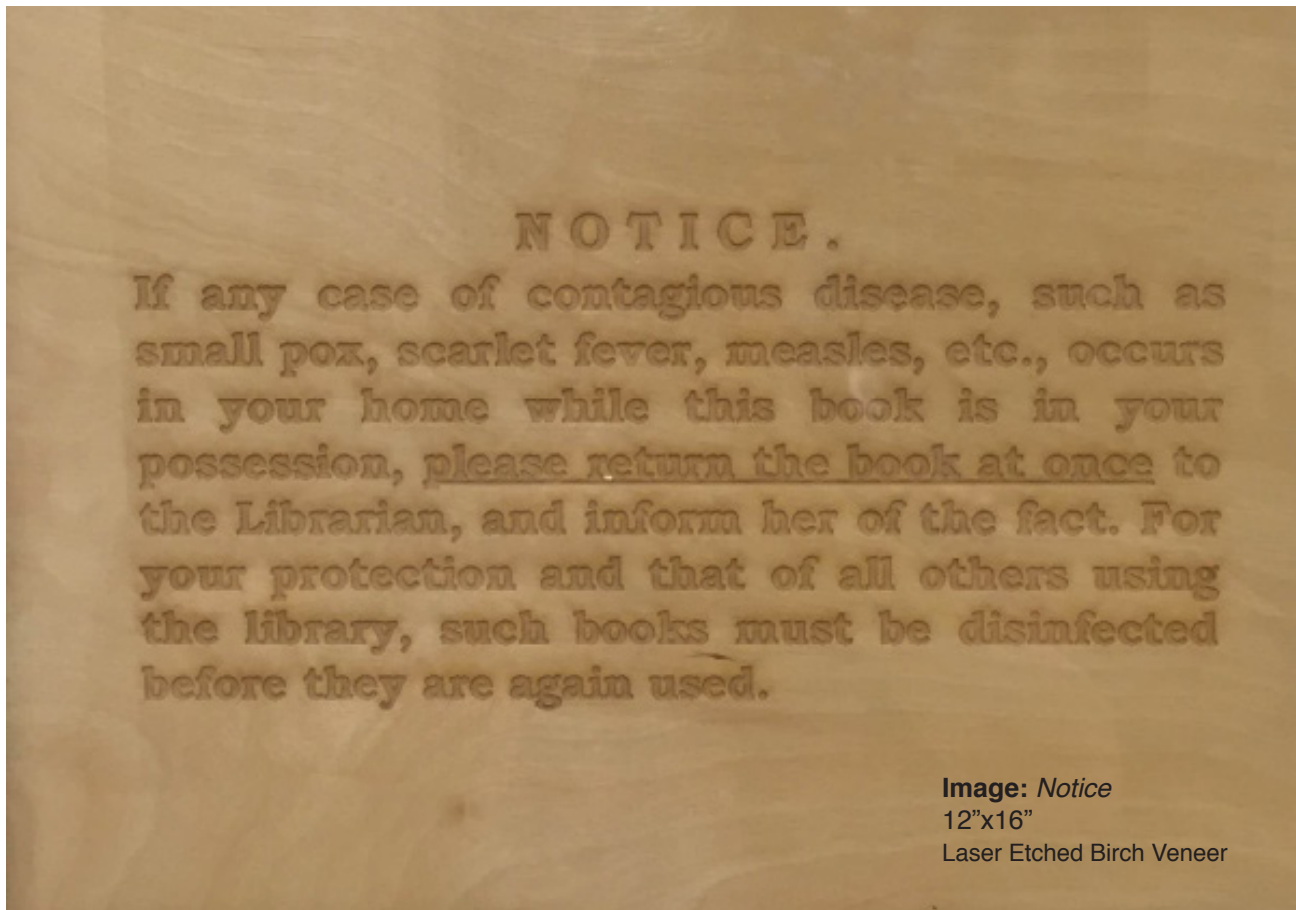 NOTICE.
If any case of contagious disease, such as
small pox, scarlet fever, measles, etc., occurs
in your home while this book is in your
possession, please return the book at once to
the Librarian, and inform her of the fact. For
your protection and that of all others using
the library, such books must be disinfected
before they are again used.
Image: Notice
12”x16”
Laser Etched Birch Veneer